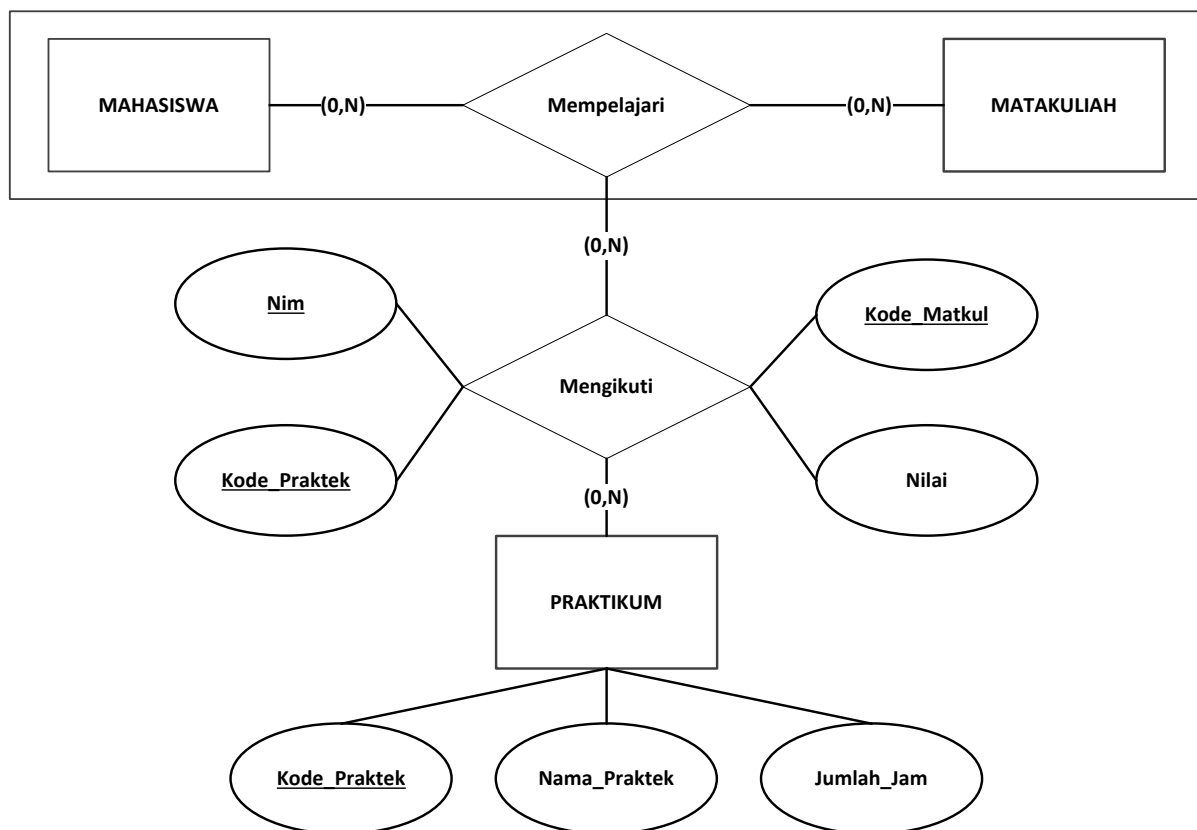 MAHASISWA
(0,N)
Mempelajari
(0,N)
MATAKULIAH
(0,N)
Nim
Kode_Matkul
Mengikuti
Kode_Praktek
Nilai
(0,N)
PRAKTIKUM
Kode_Praktek
Nama_Praktek
Jumlah_Jam